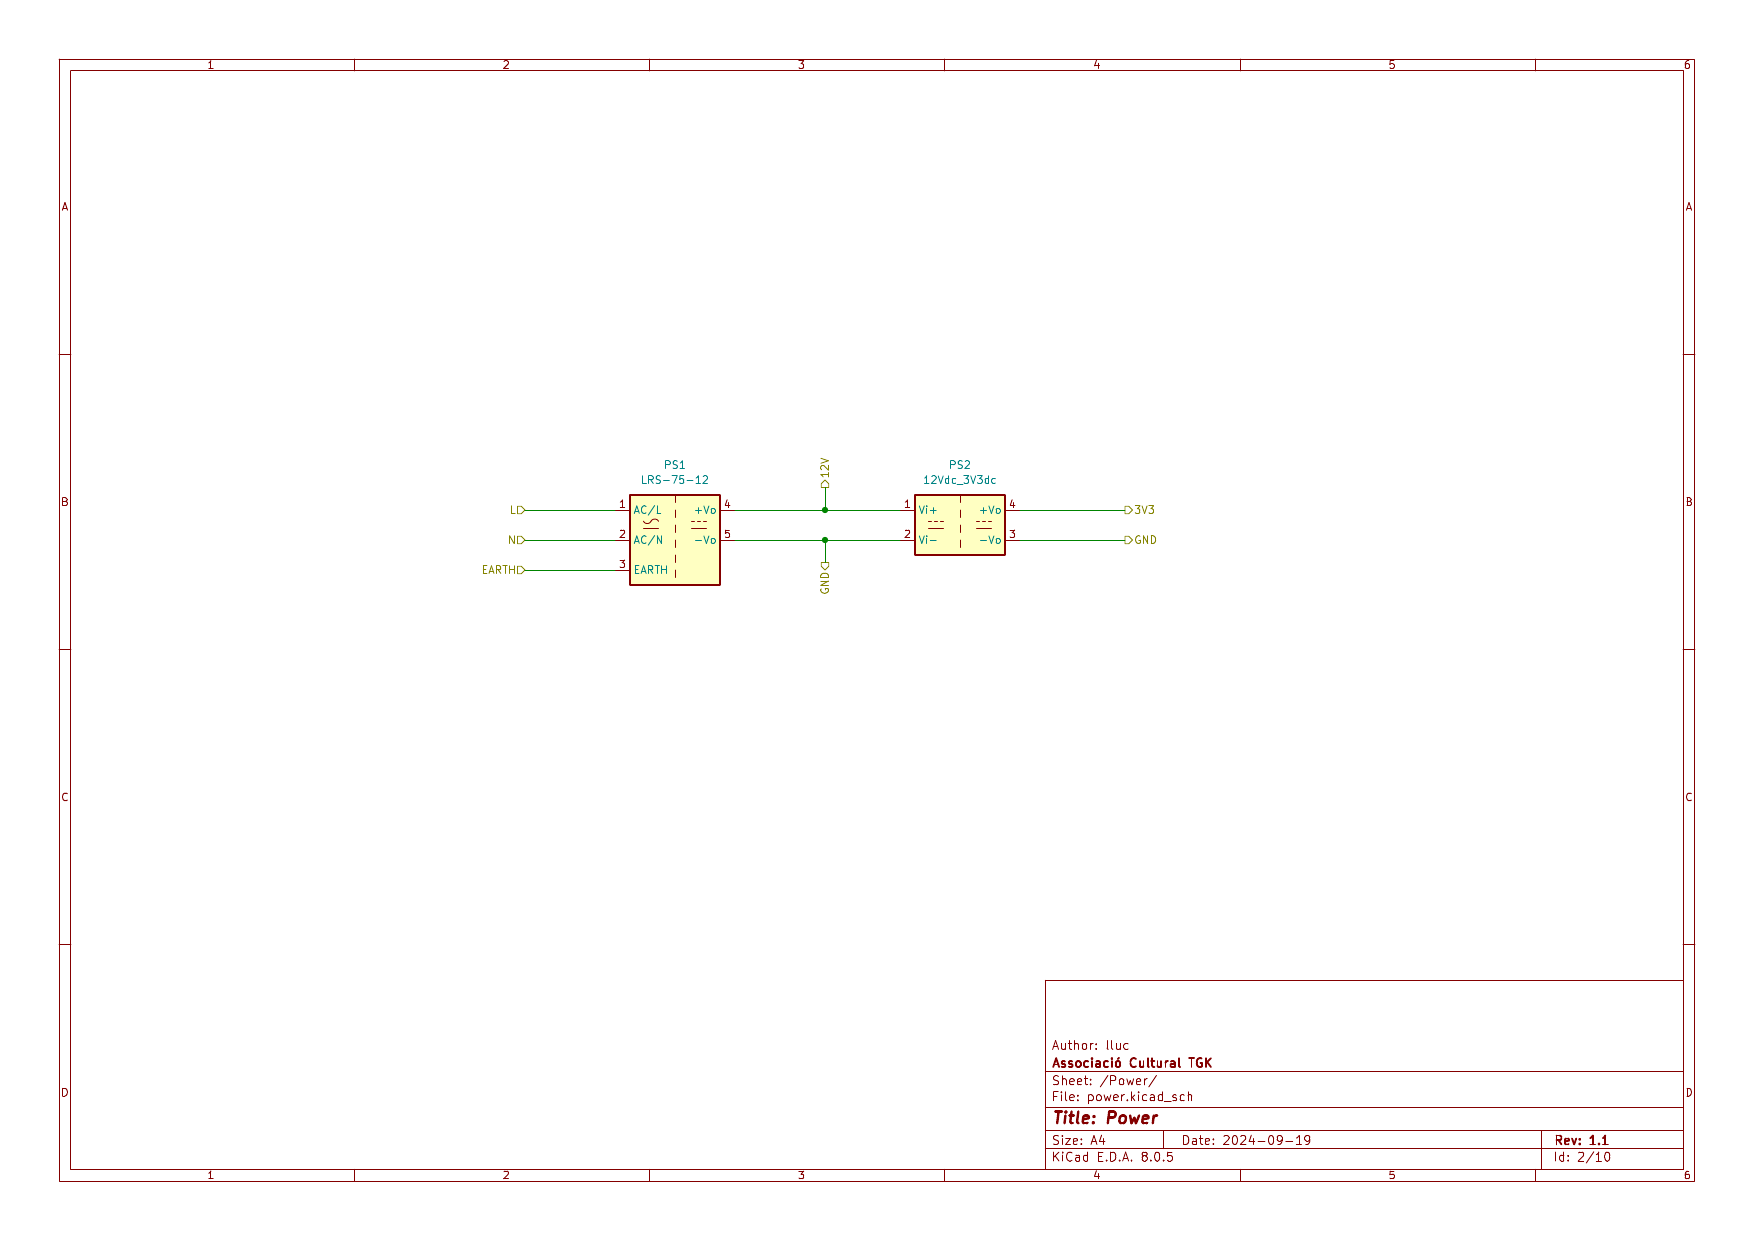 1 2 3 4 5 6
A A
PS1
LRS-75-12
12V
PS2
12Vdc_3V3dc
B B
L 1 AC/L +Vo 4 1 Vi+ +Vo 4 3V3
N 2 AC/N -Vo 5 2 Vi- -Vo 3 GND
EARTH 3 EARTH
GND
C C
Author: lluc
Associació Cultural TGK
Sheet: /Power/
D D
File: power.kicad_sch
Title: Power
Size: A4 Date: 2024-09-19 Rev: 1.1
KiCad E.D.A. 8.0.5 Id: 2/10
1 2 3 4 5 6